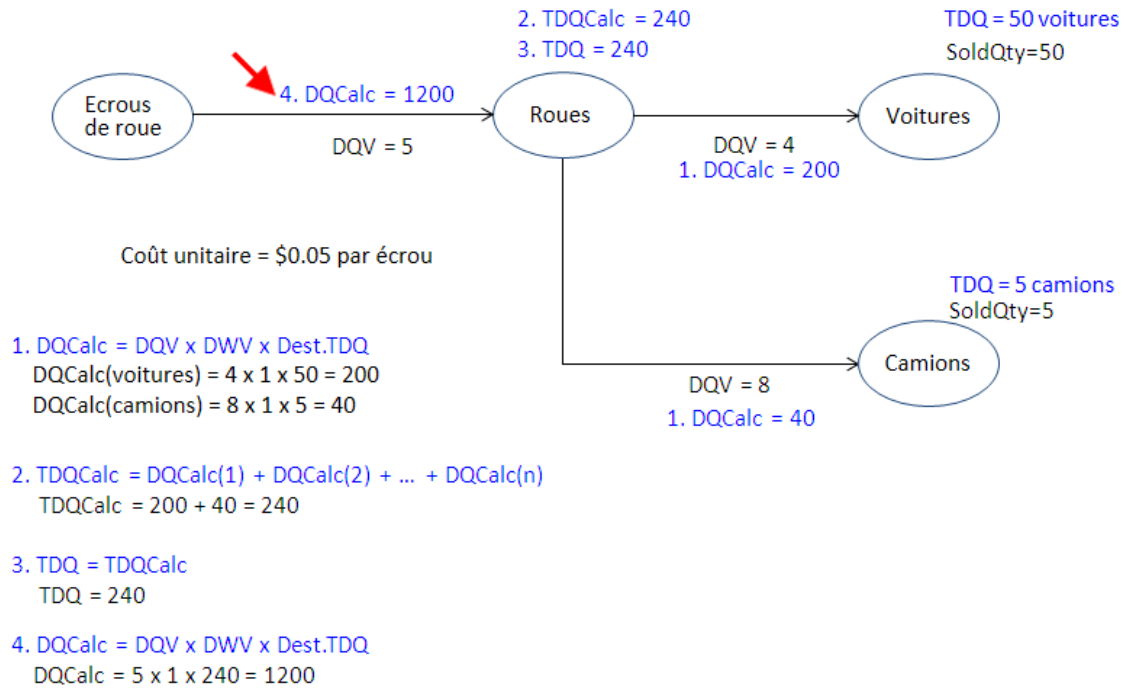 2. TDQCalc = 240
3. TDQ = 240
TDQ = 50 voitures
SoldQty=50
4. DQCalc = 1200
Ecrous
de roue
Roues
Voitures
DQV = 5
DQV = 4
1. DQCalc = 200
Coût unitaire = $0.05 par écrou
TDQ = 5 camions
SoldQty=5
Camions
DQV = 8
1. DQCalc = 40
1. DQCalc = DQV x DWV x Dest.TDQ
DQCalc(voitures) = 4 x 1 x 50 = 200
DQCalc(camions) = 8 x 1 x 5 = 40
2. TDQCalc = DQCalc(1) + DQCalc(2) + ... + DQCalc(n)
TDQCalc = 200 + 40 = 240
3. TDQ = TDQCalc
TDQ = 240
4. DQCalc = DQV x DWV x Dest.TDQ
DQCalc = 5 x 1 x 240 = 1200